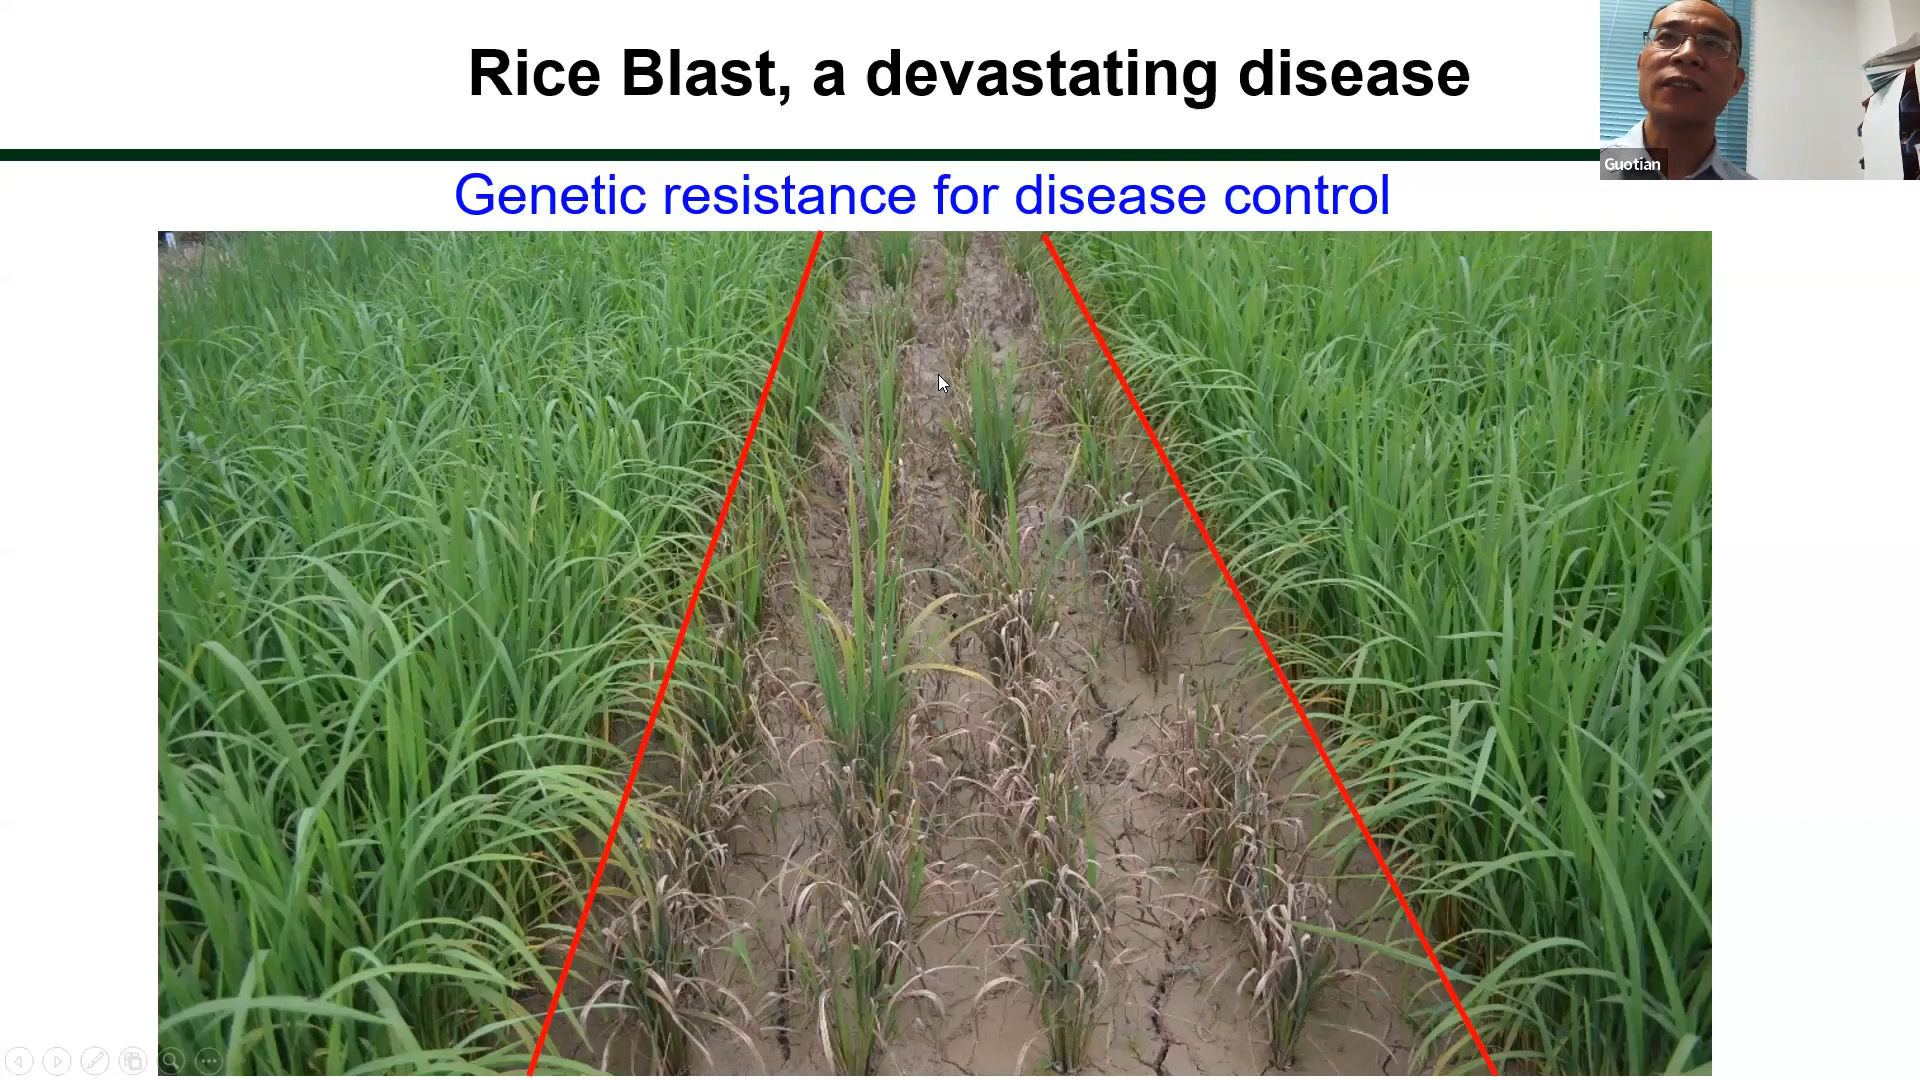 Rice Blast, a devastating disease
Guotian
Genetic resistance for disease control